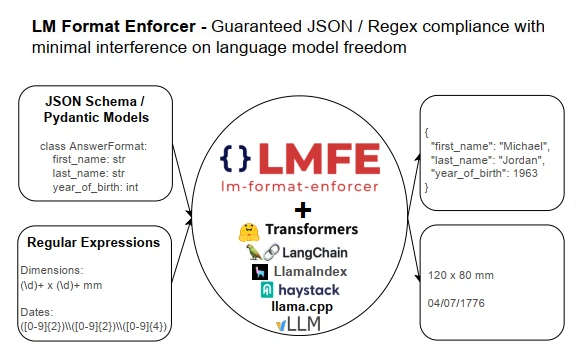 LM Format Enforcer - Guaranteed JSON / Regex compliance with
minimal interference on language model freedom
JSON Schema /
Pydantic Models
class AnswerFormat:
first_name: str
last_name: str
year_of_birth: int
Regular Expressions
Dimensions:
(\d)+ x (\d)+ mm
Dates:
([0-9]{2})\\([0-9]{2})\\([0-9]{4})
{} LMFE
lm-format-enforcer
+
Transformers
LangChain
LlamaIndex
haystack
llama.cpp
vLLM
{
"first_name": "Michael",
"last_name": "Jordan",
"year_of_birth": 1963
}
120 x 80 mm
04/07/1776